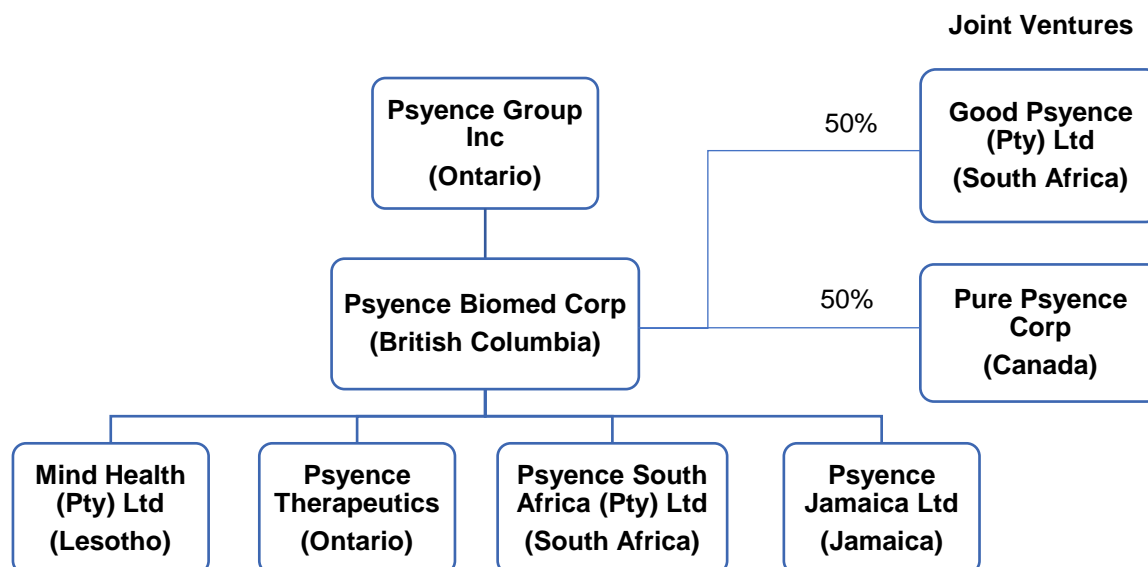 Joint Ventures
Psyence Group
Inc
(Ontario)
50%
Good Psyence
(Pty) Ltd
(South Africa)
Psyence Biomed Corp
(British Columbia)
50%
Pure Psyence
Corp
(Canada)
Mind Health
(Pty) Ltd
(Lesotho)
Psyence
Therapeutics
(Ontario)
Psyence South
Africa (Pty) Ltd
(South Africa)
Psyence
Jamaica Ltd
(Jamaica)